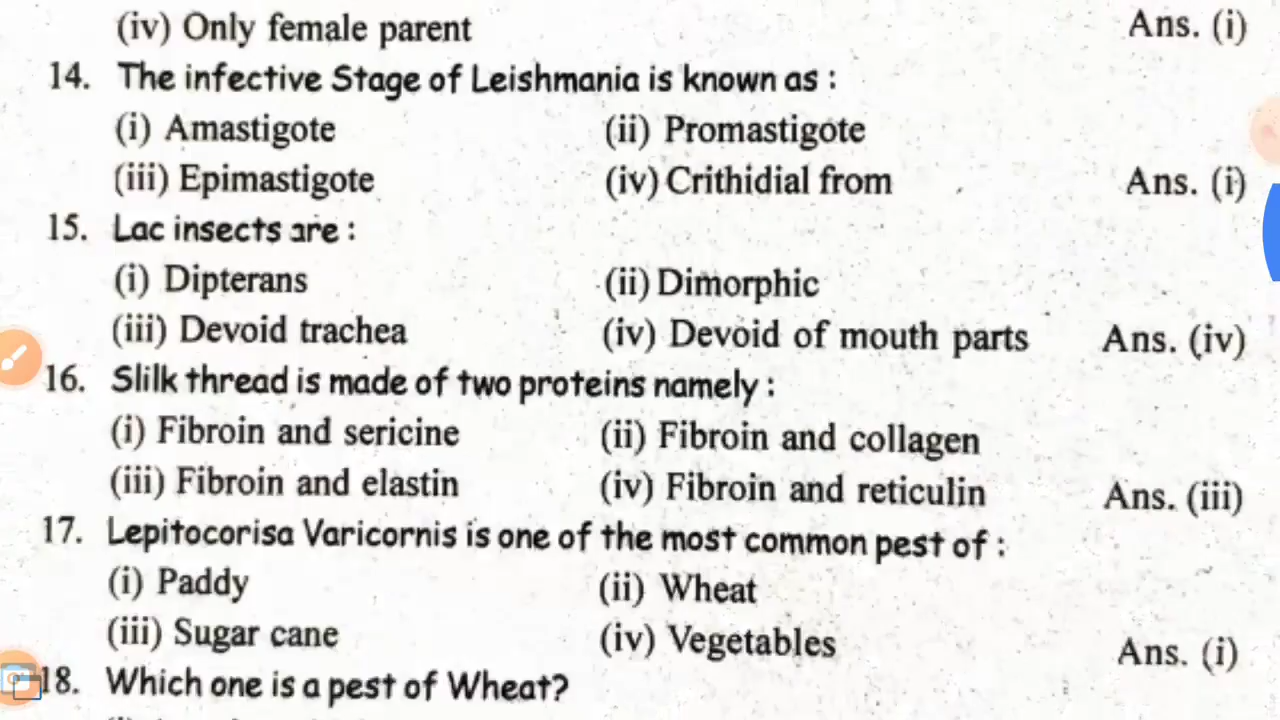 (iv) Only female parent Ans. (i)
14. The infective Stage of Leishmania is known as :
(i) Amastigote (ii) Promastigote
(iii) Epimastigote (iv) Crithidial from Ans. (i)
15. Lac insects are :
(i) Dipterans (ii) Dimorphic
(iii) Devoid trachea (iv) Devoid of mouth parts Ans. (iv)
16. Slilk thread is made of two proteins namely :
(i) Fibroin and sericine (ii) Fibroin and collagen
(iii) Fibroin and elastin (iv) Fibroin and reticulin Ans. (iii)
17. Lepitocorisa Varicornis is one of the most common pest of :
(i) Paddy (ii) Wheat
(iii) Sugar cane (iv) Vegetables Ans. (i)
18. Which one is a pest of Wheat?